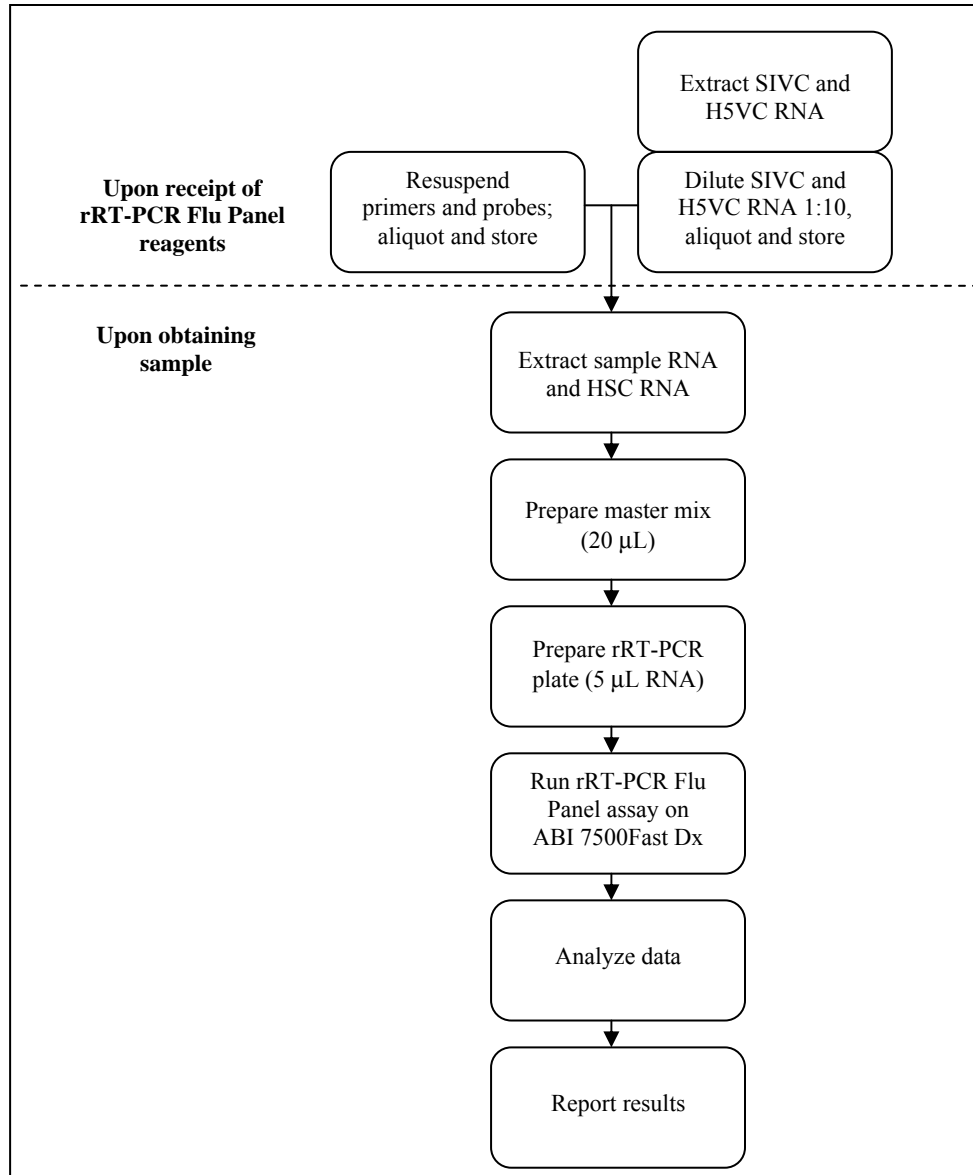 Extract SIVC and
H5VC RNA
Upon receipt of
rRT-PCR Flu Panel
reagents
Resuspend
primers and probes;
aliquot and store
Dilute SIVC and
H5VC RNA 1:10,
aliquot and store
Upon obtaining
sample
Extract sample RNA
and HSC RNA
Prepare master mix
(20 μL)
Prepare rRT-PCR
plate (5 μL RNA)
Run rRT-PCR Flu
Panel assay on
ABI 7500Fast Dx
Analyze data
Report results